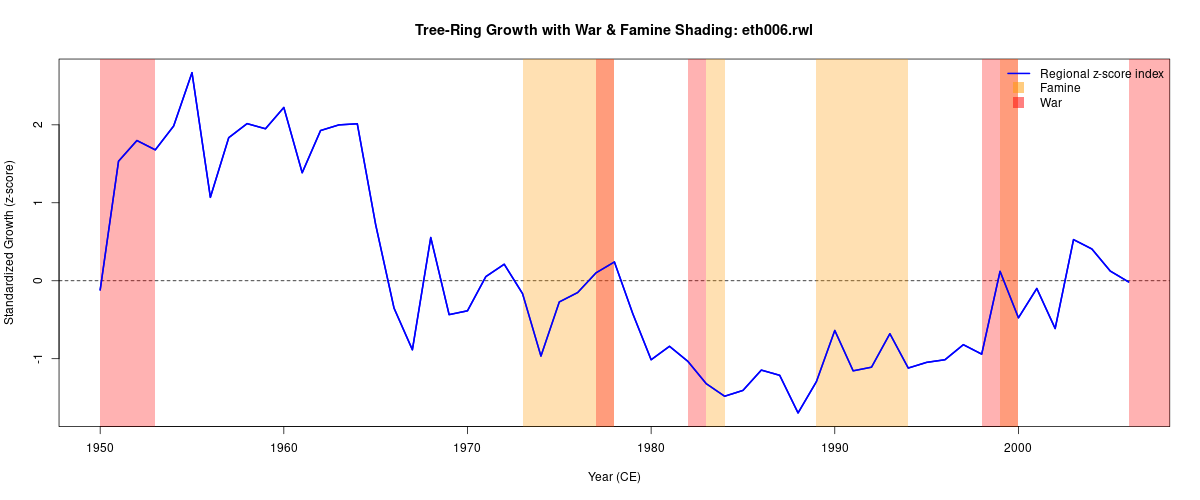 Tree-Ring Growth with War & Famine Shading: eth006.rwl
Regional z-score index
Famine
War
Standardized Growth (z-score)
2
1
0
-1
1950 1960 1970 1980 1990 2000
Year (CE)